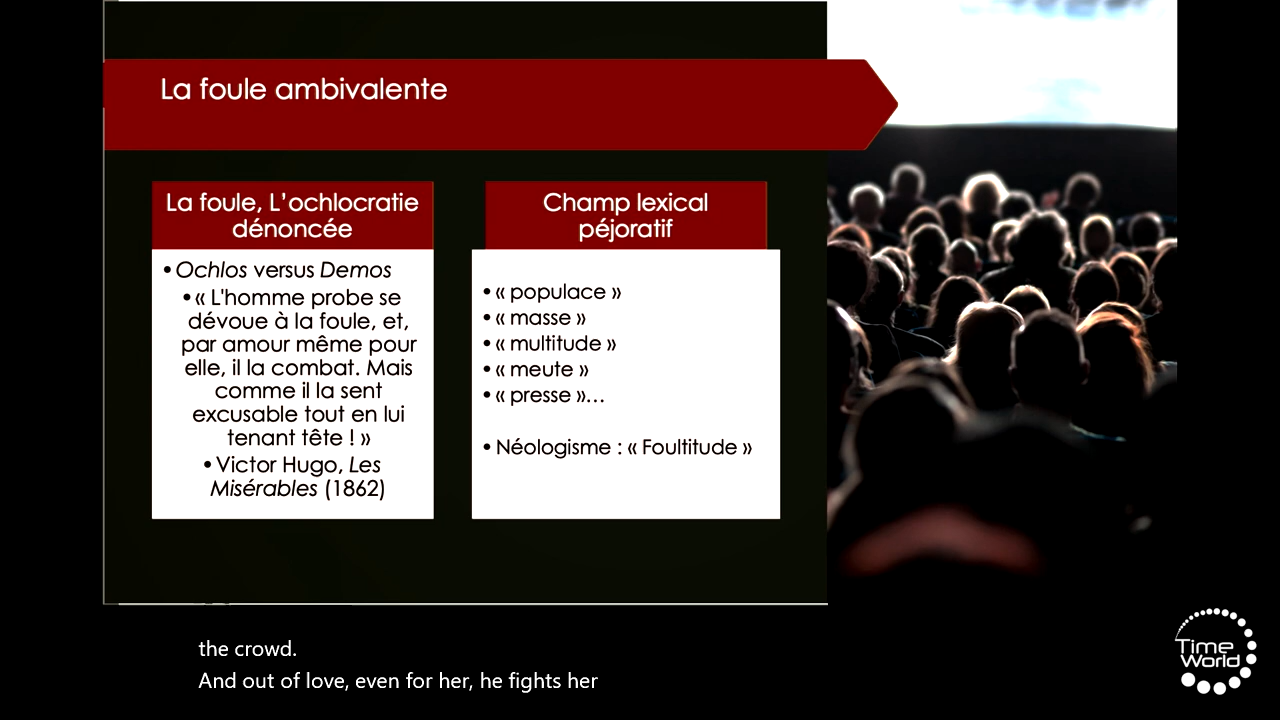 La foule ambivalente
La foule, L'ochlocratie
dénoncée
•Ochlos versus Demos
•« L'homme probe se
dévoue à la foule, et,
par amour même pour
elle, il la combat. Mais
comme il la sent
excusable tout en lui
tenant tête ! »
•Victor Hugo, Les
Misérables (1862)
Champ lexical
péjoratif
•« populace »
•« masse »
•« multitude »
•« meute »
•« presse »…
•Néologisme : « Foultitude »
the crowd.
And out of love, even for her, he fights her
Time
World